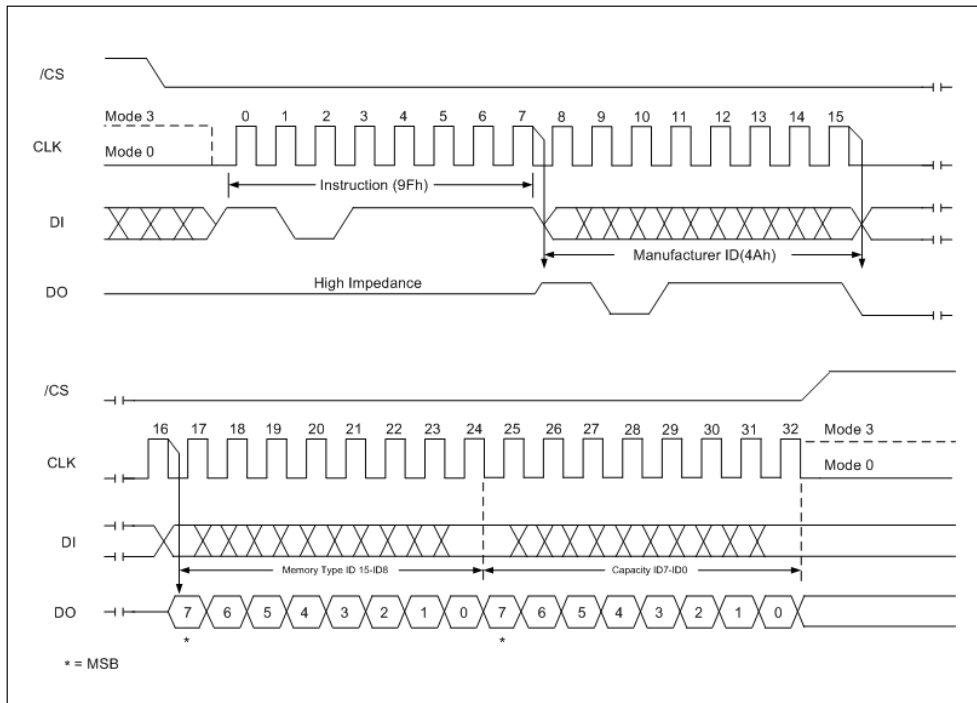 /CS
Mode 3
0 1 2 3 4 5 6 7 8 9 10 11 12 13 14 15
CLK
Mode 0
Instruction (9Fh)
DI
Manufacturer ID(4Ah)
High Impedance
DO
/CS
16 17 18 19 20 21 22 23 24 25 26 27 28 29 30 31 32
Mode 3
CLK
Mode 0
DI
Memory Type ID 15-ID8 Capacity ID7-ID0
DO 7 6 5 4 3 2 1 0 7 6 5 4 3 2 1 0
* *
* = MSB